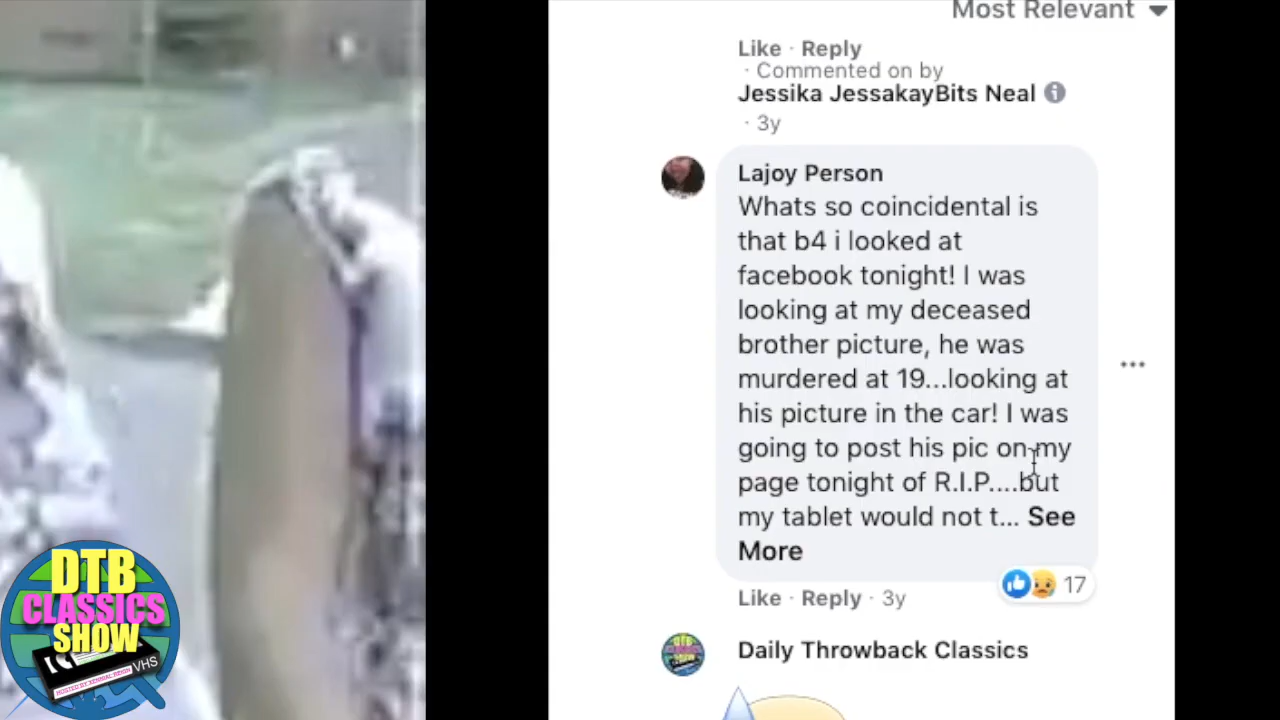 Most Relevant
Like · Reply
· Commented on by
Jessika JessakayBits Neal
· 3y
Lajoy Person
Whats so coincidental is
that b4 i looked at
facebook tonight! I was
looking at my deceased
brother picture, he was
murdered at 19...looking at
his picture in the car! I was
going to post his pic on my
page tonight of R.I.P....but
my tablet would not t... See
More
17
Like · Reply · 3y
Daily Throwback Classics
DTB
CLASSICS
SHOW
VHS